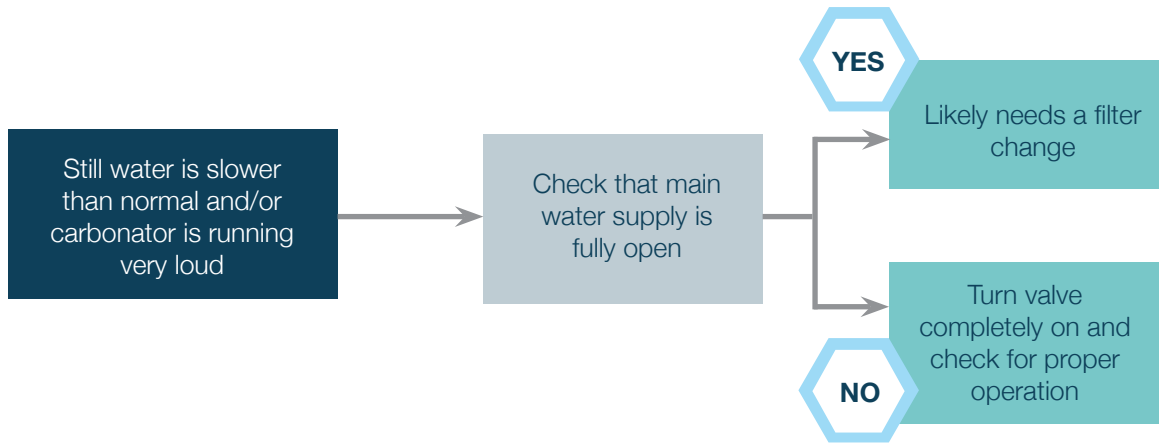 Still water is slower
than normal and/or
carbonator is running
very loud
Check that main
water supply is
fully open
YES
Likely needs a filter
change
NO
Turn valve
completely on and
check for proper
operation